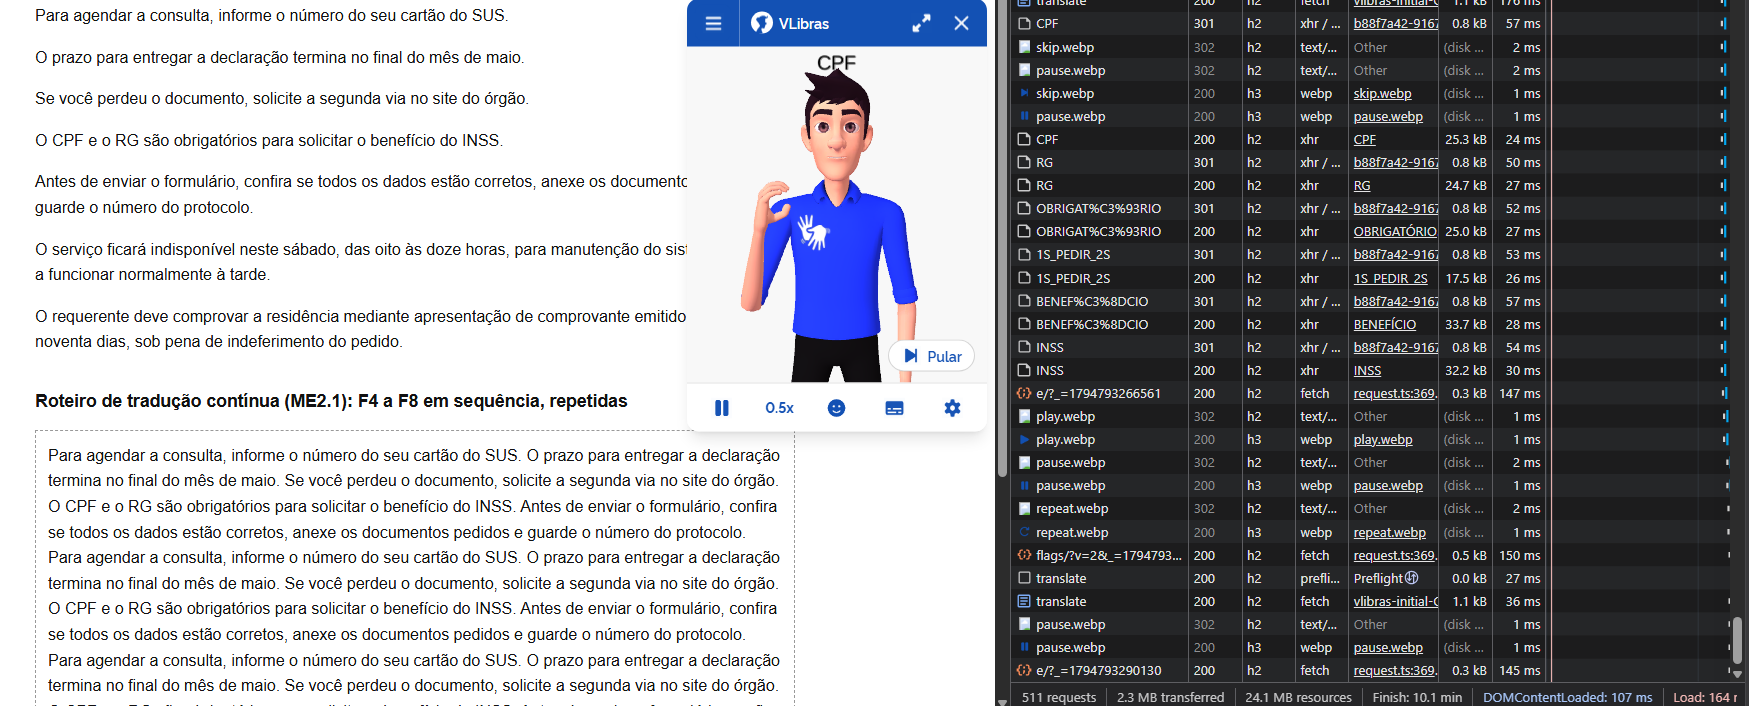 Para agendar a consulta, informe o número do seu cartão do SUS.
O prazo para entregar a declaração termina no final do mês de maio.
Se você perdeu o documento, solicite a segunda via no site do órgão.
O CPF e o RG são obrigatórios para solicitar o benefício do INSS.
Antes de enviar o formulário, confira se todos os dados estão corretos, anexe os documento
guarde o número do protocolo.
O serviço ficará indisponível neste sábado, das oito às doze horas, para manutenção do sist
a funcionar normalmente à tarde.
O requerente deve comprovar a residência mediante apresentação de comprovante emitido
noventa dias, sob pena de indeferimento do pedido.
Roteiro de tradução contínua (ME2.1): F4 a F8 em sequência, repetidas
Para agendar a consulta, informe o número do seu cartão do SUS. O prazo para entregar a declaração
termina no final do mês de maio. Se você perdeu o documento, solicite a segunda via no site do órgão.
O CPF e o RG são obrigatórios para solicitar o benefício do INSS. Antes de enviar o formulário, confira
se todos os dados estão corretos, anexe os documentos pedidos e guarde o número do protocolo.
Para agendar a consulta, informe o número do seu cartão do SUS. O prazo para entregar a declaração
termina no final do mês de maio. Se você perdeu o documento, solicite a segunda via no site do órgão.
O CPF e o RG são obrigatórios para solicitar o benefício do INSS. Antes de enviar o formulário, confira
se todos os dados estão corretos, anexe os documentos pedidos e guarde o número do protocolo.
Para agendar a consulta, informe o número do seu cartão do SUS. O prazo para entregar a declaração
termina no final do mês de maio. Se você perdeu o documento, solicite a segunda via no site do órgão.
VLibras
CPF
Pular
0.5x
translate 200 h2 fetch vlibras-initial-C 1.1 kB 176 ms
CPF 301 h2 xhr / ... b88f7a42-9167 0.8 kB 57 ms
skip.webp 302 h2 text/... Other (disk ... 2 ms
pause.webp 302 h2 text/... Other (disk ... 2 ms
skip.webp 200 h3 webp skip.webp (disk ... 1 ms
pause.webp 200 h3 webp pause.webp (disk ... 1 ms
CPF 200 h2 xhr CPF 25.3 kB 24 ms
RG 301 h2 xhr / ... b88f7a42-9167 0.8 kB 50 ms
RG 200 h2 xhr RG 24.7 kB 27 ms
OBRIGAT%C3%93RIO 301 h2 xhr / ... b88f7a42-9167 0.8 kB 52 ms
OBRIGAT%C3%93RIO 200 h2 xhr OBRIGATÓRIO 25.0 kB 27 ms
1S_PEDIR_2S 301 h2 xhr / ... b88f7a42-9167 0.8 kB 53 ms
1S_PEDIR_2S 200 h2 xhr 1S_PEDIR_2S 17.5 kB 26 ms
BENEF%C3%8DCIO 301 h2 xhr / ... b88f7a42-9167 0.8 kB 57 ms
BENEF%C3%8DCIO 200 h2 xhr BENEFÍCIO 33.7 kB 28 ms
INSS 301 h2 xhr / ... b88f7a42-9167 0.8 kB 54 ms
INSS 200 h2 xhr INSS 32.2 kB 30 ms
e/?_=1794793266561 200 h2 fetch request.ts:369. 0.3 kB 147 ms
play.webp 302 h2 text/... Other (disk ... 1 ms
play.webp 200 h3 webp play.webp (disk ... 1 ms
pause.webp 302 h2 text/... Other (disk ... 2 ms
pause.webp 200 h3 webp pause.webp (disk ... 1 ms
repeat.webp 302 h2 text/... Other (disk ... 2 ms
repeat.webp 200 h3 webp repeat.webp (disk ... 1 ms
flags/?v=2&_=1794793... 200 h2 fetch request.ts:369. 0.5 kB 150 ms
translate 200 h2 prefli... Preflight 0.0 kB 27 ms
translate 200 h2 fetch vlibras-initial-C 1.1 kB 36 ms
pause.webp 302 h2 text/... Other (disk ... 1 ms
pause.webp 200 h3 webp pause.webp (disk ... 1 ms
e/?_=1794793290130 200 h2 fetch request.ts:369. 0.3 kB 145 ms
511 requests 2.3 MB transferred 24.1 MB resources Finish: 10.1 min DOMContentLoaded: 107 ms Load: 164 r